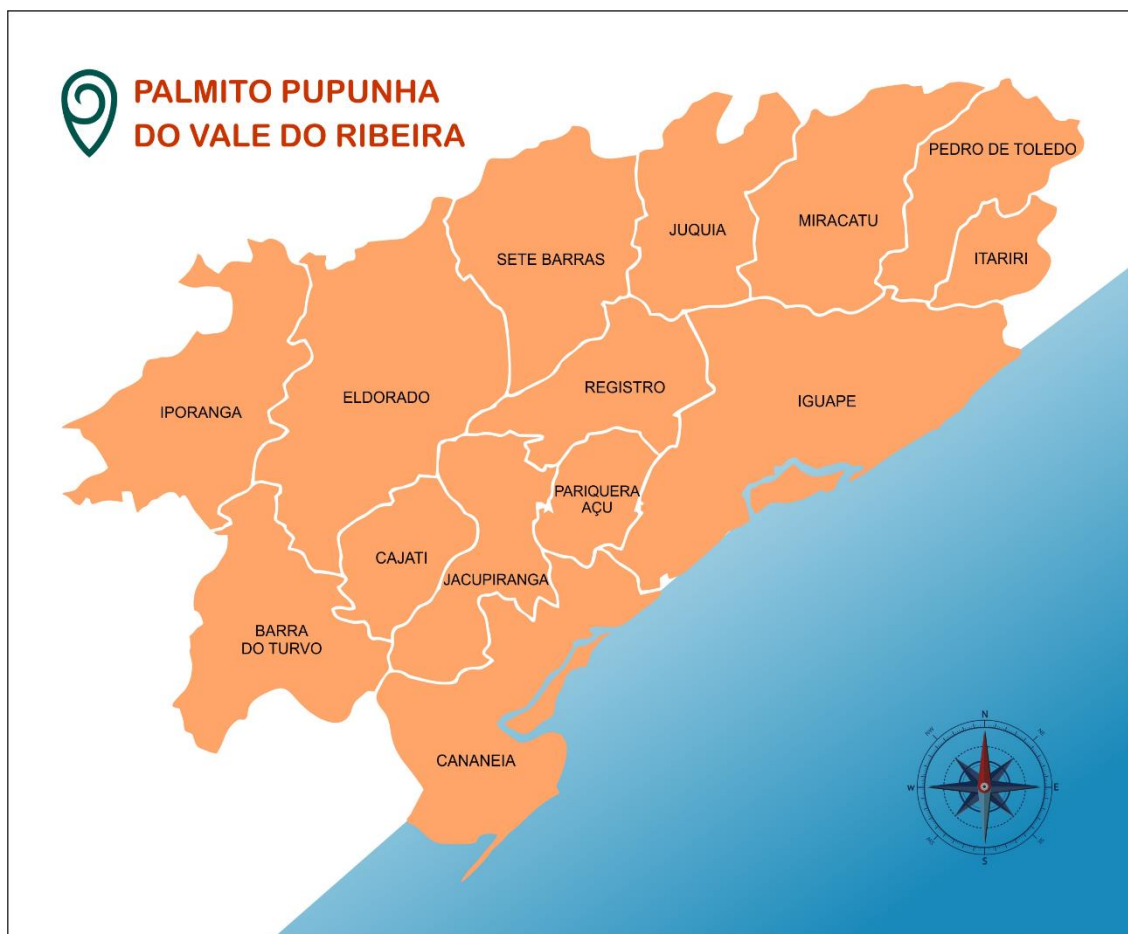 PALMITO PUPUNHA
DO VALE DO RIBEIRA
PEDRO DE TOLEDO
MIRACATU
JUQUIA
SETE BARRAS
ITARIRI
REGISTRO
ELDORADO
IGUAPE
IPORANGA
PARIQUERA
AÇU
CAJATI
JACUPIRANGA
BARRA
DO TURVO
CANANEIA
N
W
E
S